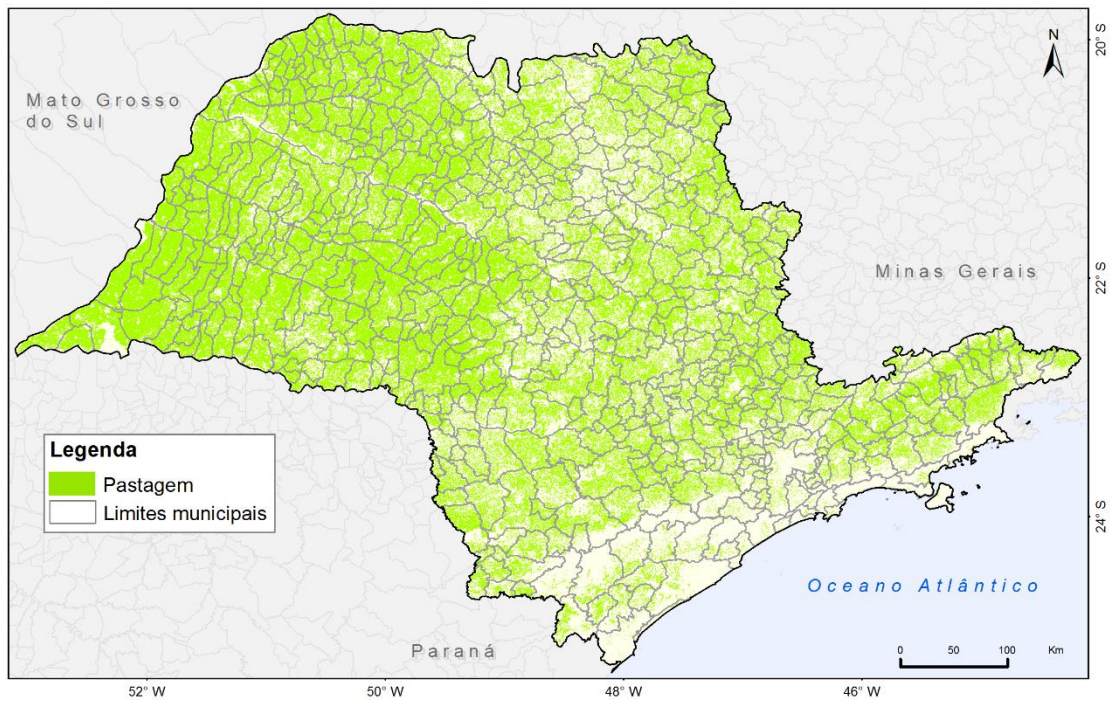 20° S
N
Mato Grosso
do Sul
Minas Gerais
22° S
Legenda
Pastagem
Limites municipais
24° S
Oceano Atlântico
Paraná
0 50 100 Km
52° W 50° W 48° W 46° W